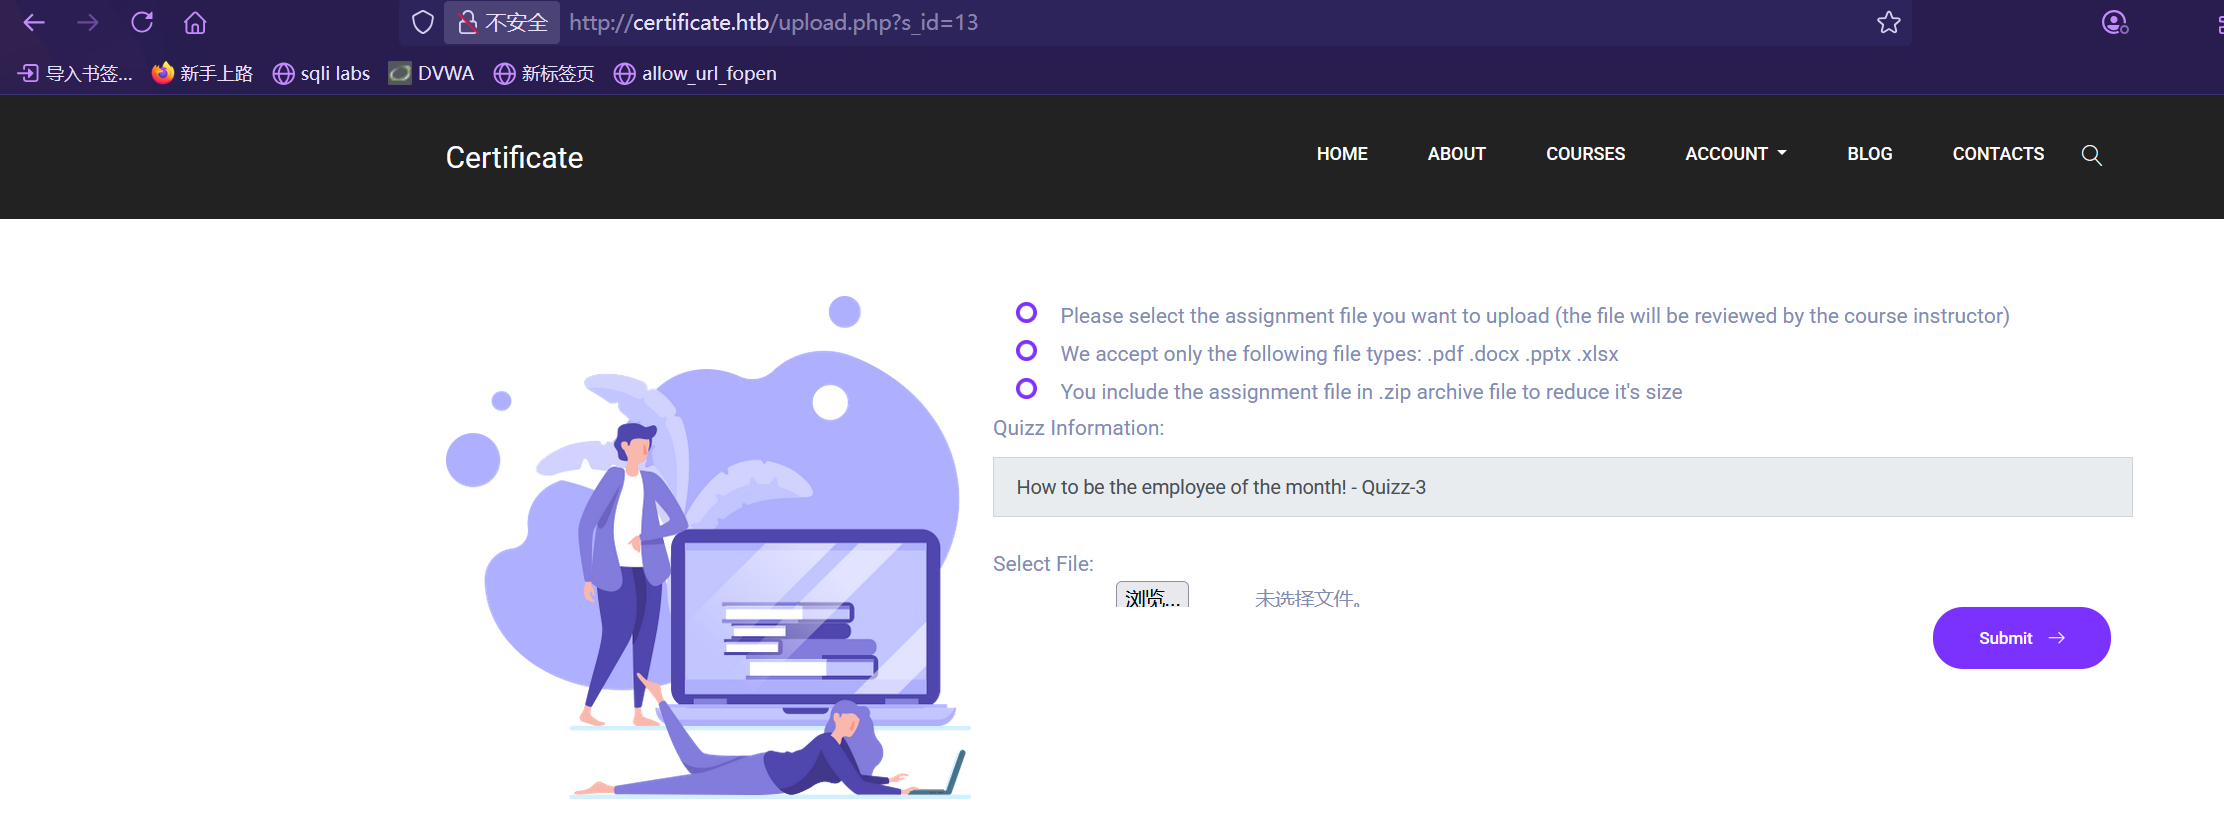 不安全 http://certificate.htb/upload.php?s_id=13
导入书签... 新手上路 sqli labs DVWA 新标签页 allow_url_fopen
Certificate HOME ABOUT COURSES ACCOUNT BLOG CONTACTS
Please select the assignment file you want to upload (the file will be reviewed by the course instructor)
We accept only the following file types: .pdf .docx .pptx .xlsx
You include the assignment file in .zip archive file to reduce it's size
Quizz Information:
How to be the employee of the month! - Quizz-3
Select File:
浏览... 未选择文件。
Submit